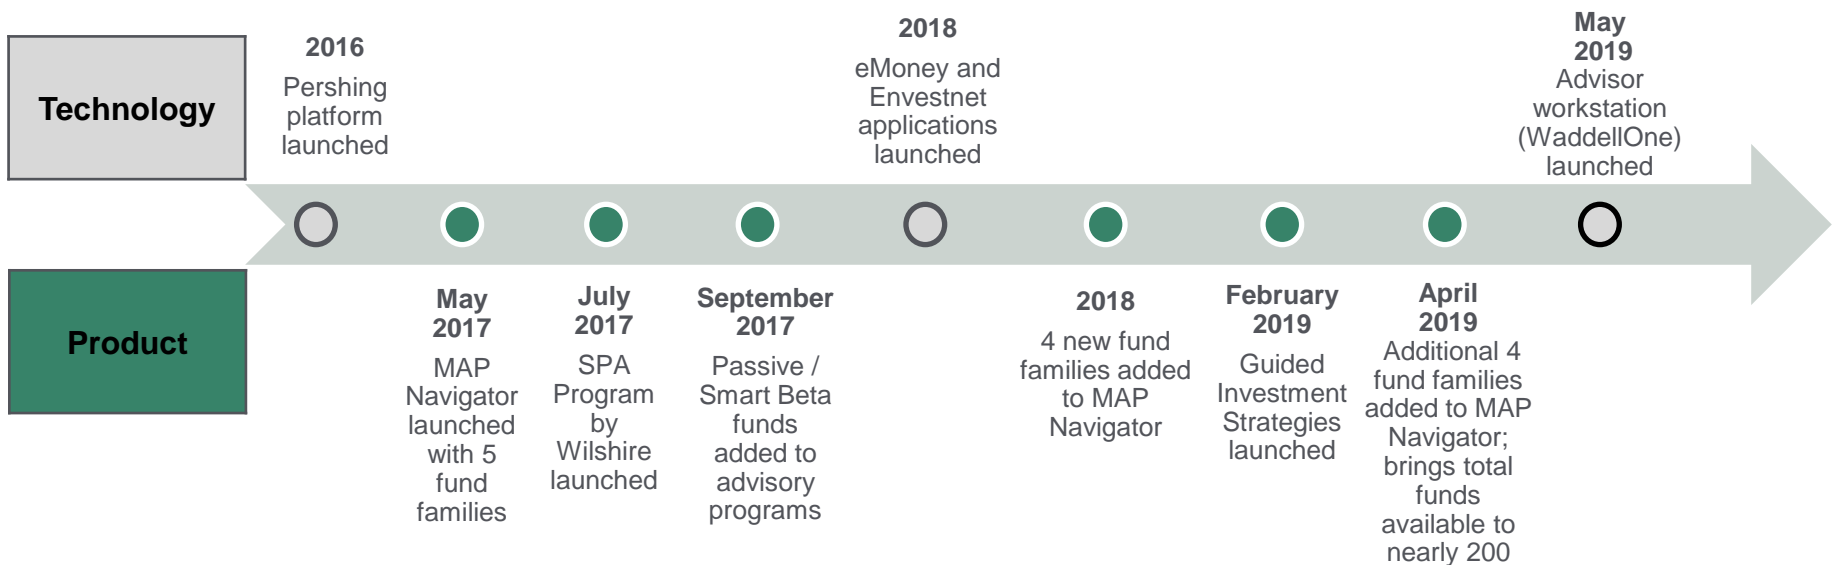 Technology
2016
Pershing
platform
launched
2018
eMoney and
Envestnet
applications
launched
May
2019
Advisor
workstation
(WaddellOne)
launched
Product
May
2017
MAP
Navigator
launched
with 5
fund
families
July
2017
SPA
Program
by
Wilshire
launched
September
2017
Passive /
Smart Beta
funds
added to
advisory
programs
2018
4 new fund
families added
to MAP
Navigator
February
2019
Guided
Investment
Strategies
launched
April
2019
Additional 4
fund families
added to MAP
Navigator;
brings total
funds
available to
nearly 200